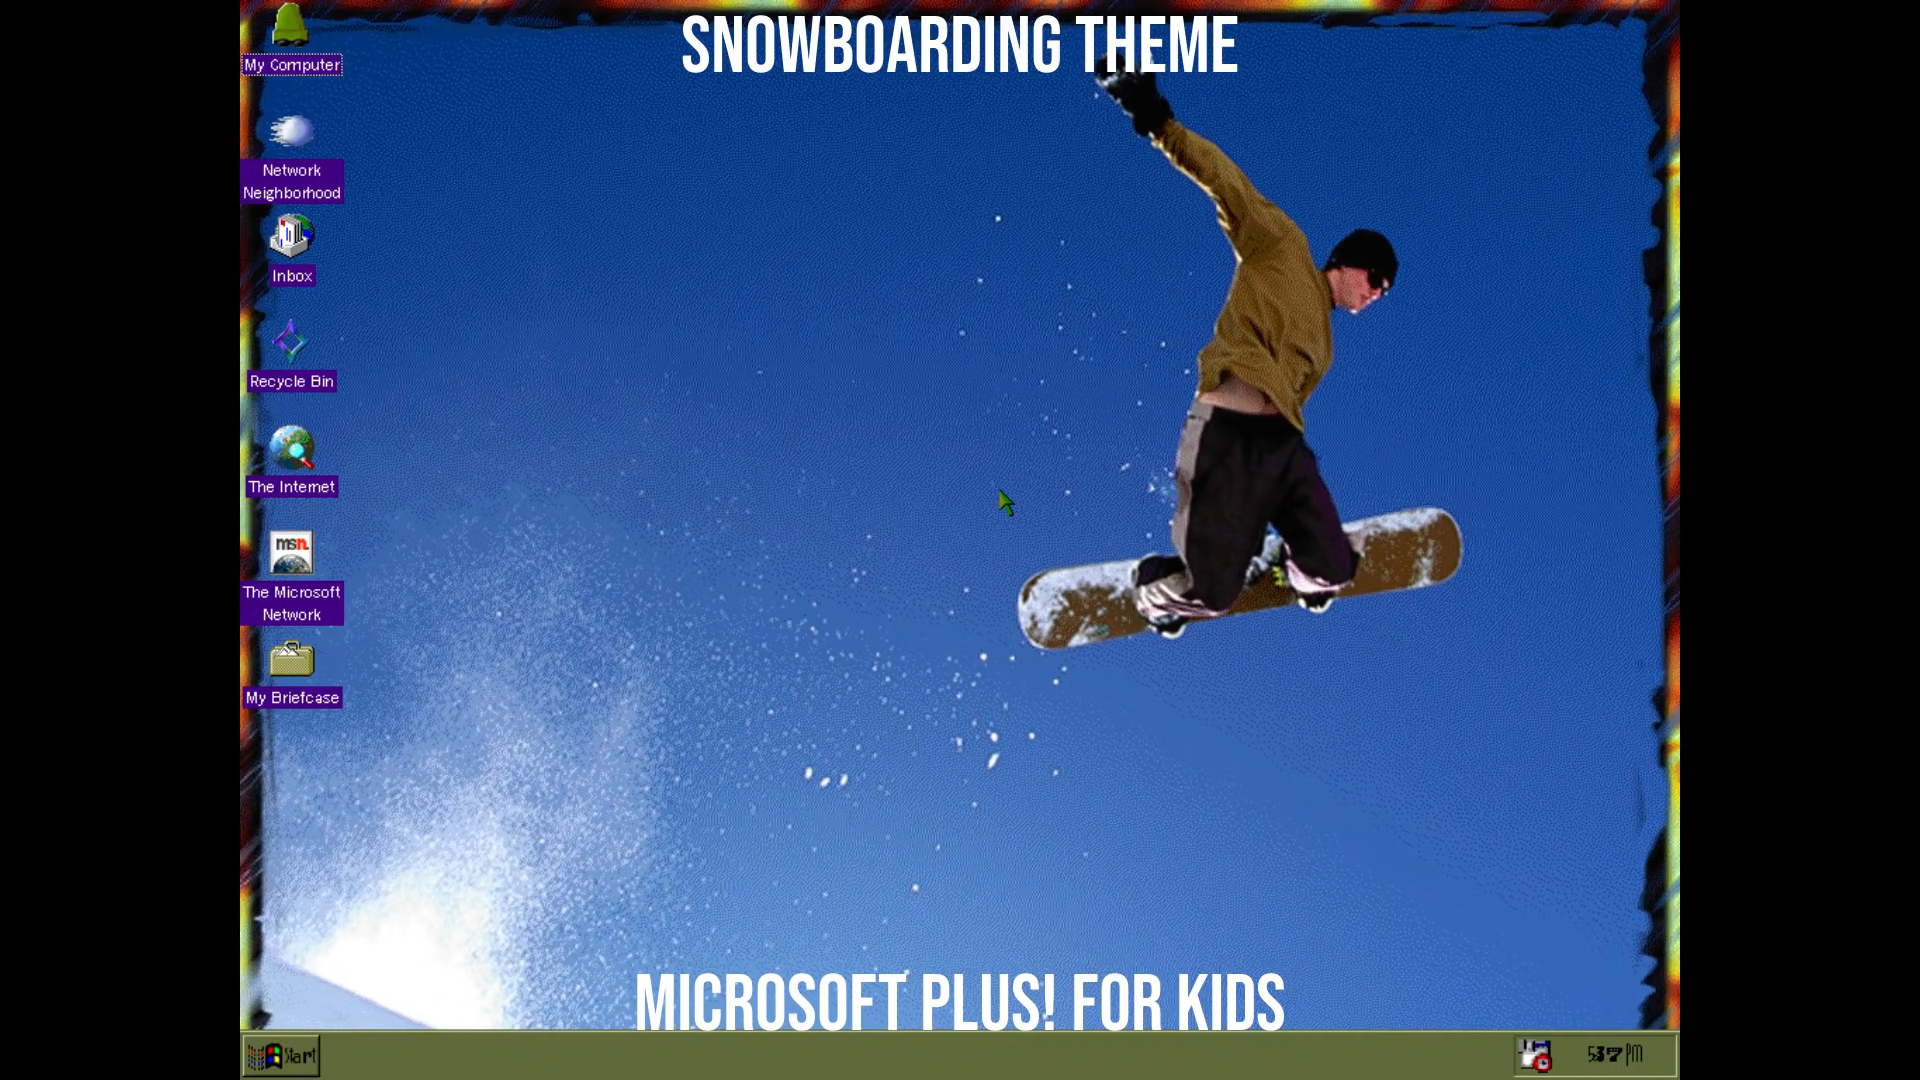 SNOWBOARDING THEME
My Computer
Network
Neighborhood
Inbox
Recycle Bin
The Internet
msn.
The Microsoft
Network
My Briefcase
MICROSOFT PLUS! FOR KIDS
Start
5:37 PM